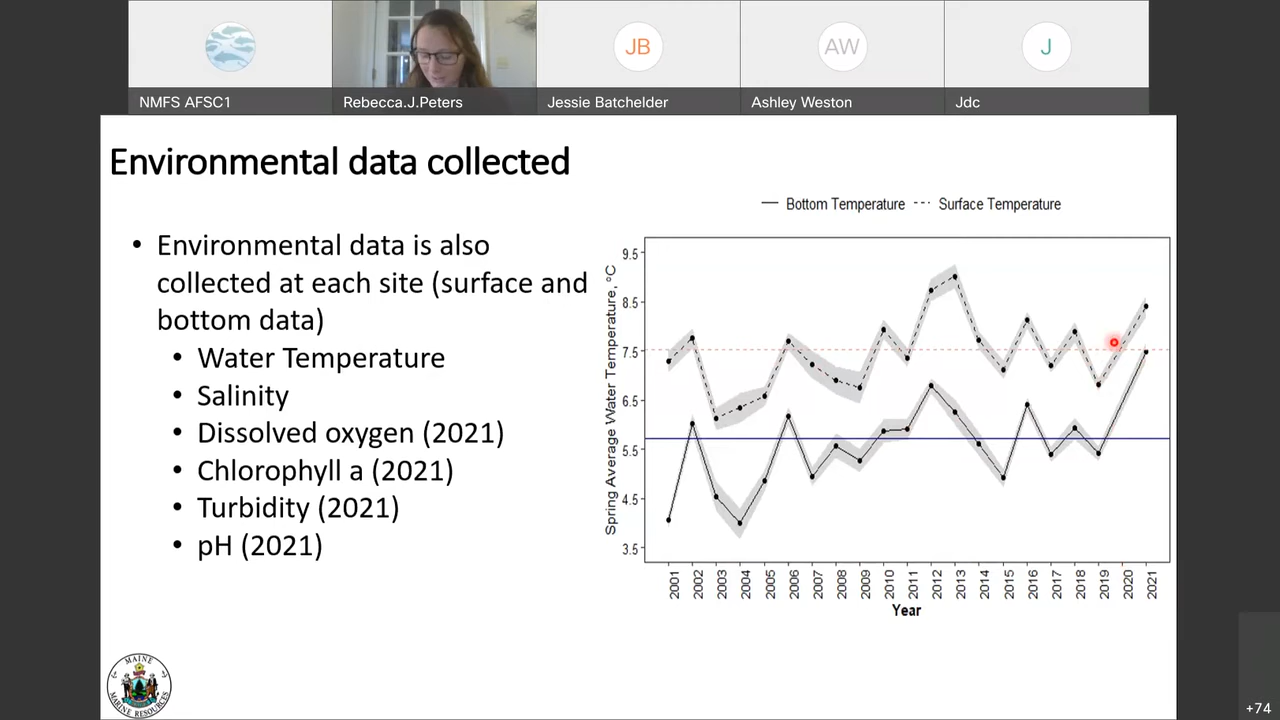 JB
AW
J
NMFS AFSC1
Rebecca.J.Peters
Jessie Batchelder
Ashley Weston
Jdc
Environmental data collected
• Environmental data is also
collected at each site (surface and
bottom data)
• Water Temperature
• Salinity
• Dissolved oxygen (2021)
• Chlorophyll a (2021)
• Turbidity (2021)
• pH (2021)
Bottom Temperature
Surface Temperature
Spring Average Water Temperature, °C
9.5
8.5
7.5
6.5
5.5
4.5
3.5
2001
2002
2003
2004
2005
2006
2007
2008
2009
2010
2011
2012
2013
2014
2015
2016
2017
2018
2019
2020
2021
Year
MAINE
MARINE RESOURCES
+74